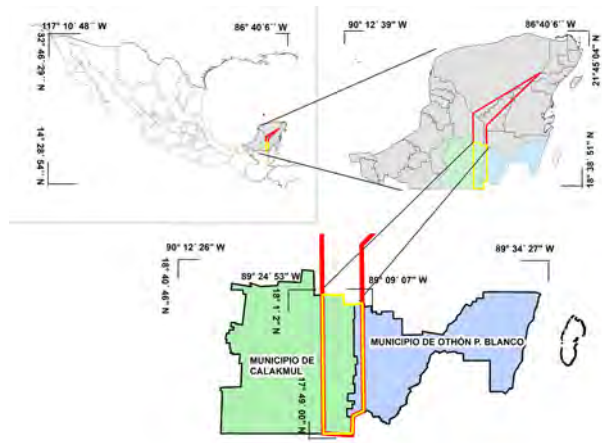 117° 10´ 48´´ W
86° 40´ 6´´ W
32° 46´ 29´´ N
14° 28´ 54´´ N
90° 12´ 39´´ W
86° 40´ 6´´ W
21° 45´ 04´´ N
18° 38´ 51´´ N
90° 12´ 26´´ W
89° 34´ 27´´ W
18° 40´ 46´´ N
89° 24´ 53´´ W
89° 09´ 07´´ W
18° 1´ 2´´ N
MUNICIPIO DE OTHÓN P. BLANCO
MUNICIPIO DE
CALAKMUL
17° 49´ 00´´ N